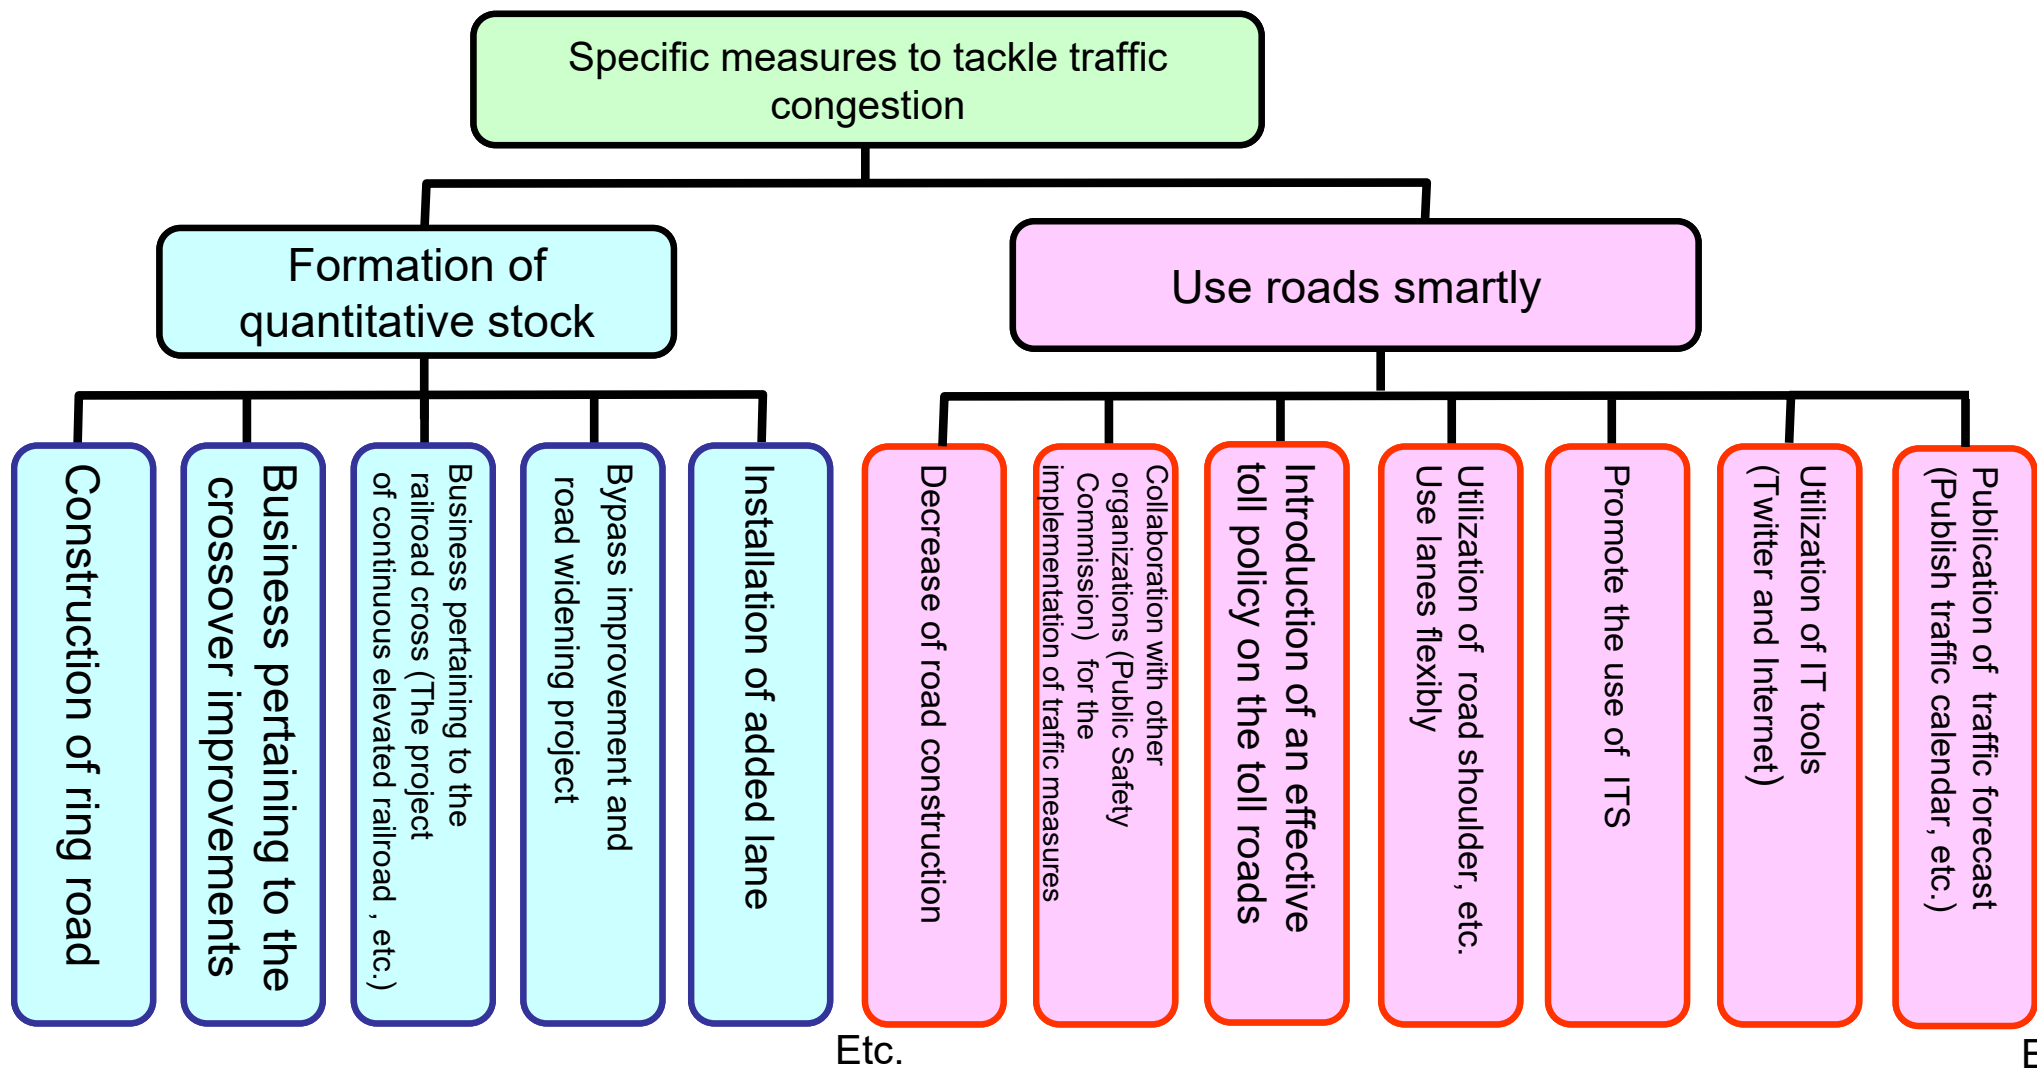 Specific measures to tackle traffic
congestion
Formation of
quantitative stock
Use roads smartly
Construction of ring road
Business pertaining to the
crossover improvements
Business pertaining to the
railroad cross (The project
of continuous elevated railroad , etc.)
Bypass improvement and
road widening project
Installation of added lane
Decrease of road construction
Collaboration with other
organizations (Public Safety
Commission) for the
implementation of traffic measures
Introduction of an effective
toll policy on the toll roads
Utilization of road shoulder, etc.
Use lanes flexibly
Promote the use of ITS
Utilization of IT tools
(Twitter and Internet)
Publication of traffic forecast
(Publish traffic calendar, etc.)
Etc.